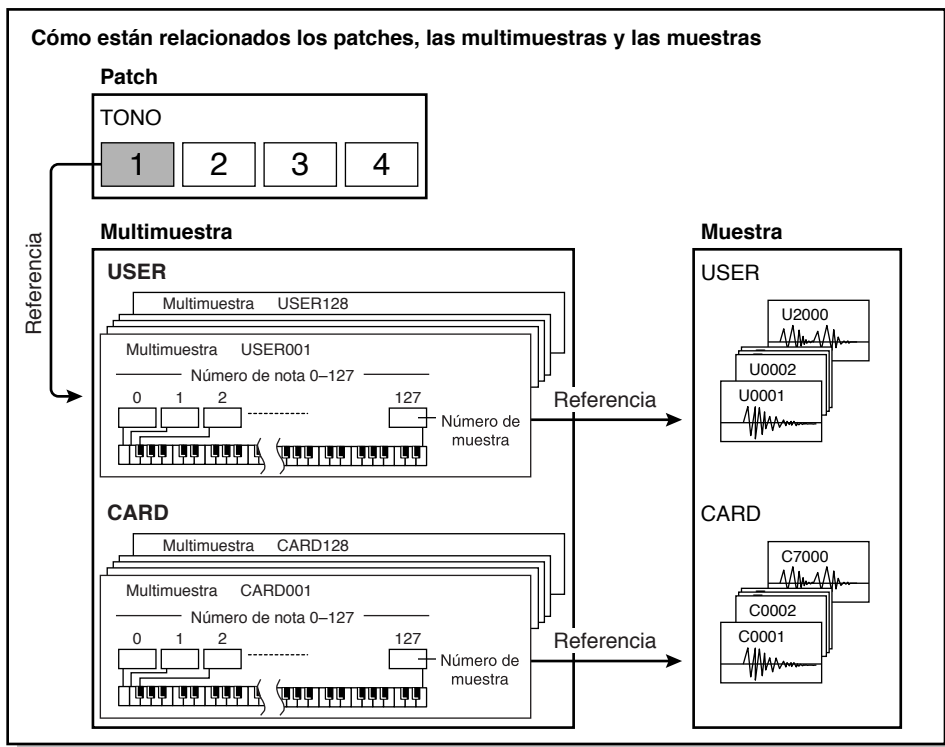 Cómo están relacionados los patches, las multimuestras y las muestras
Patch
TONO
1 2 3 4
Referencia
Multimuestra
USER
Multimuestra USER128
Multimuestra USER001
Número de nota 0–127
0 1 2 127
Número de
muestra
Referencia
CARD
Multimuestra CARD128
Multimuestra CARD001
Número de nota 0–127
0 1 2 127
Número de
muestra
Referencia
Muestra
USER
U2000
U0002
U0001
CARD
C7000
C0002
C0001